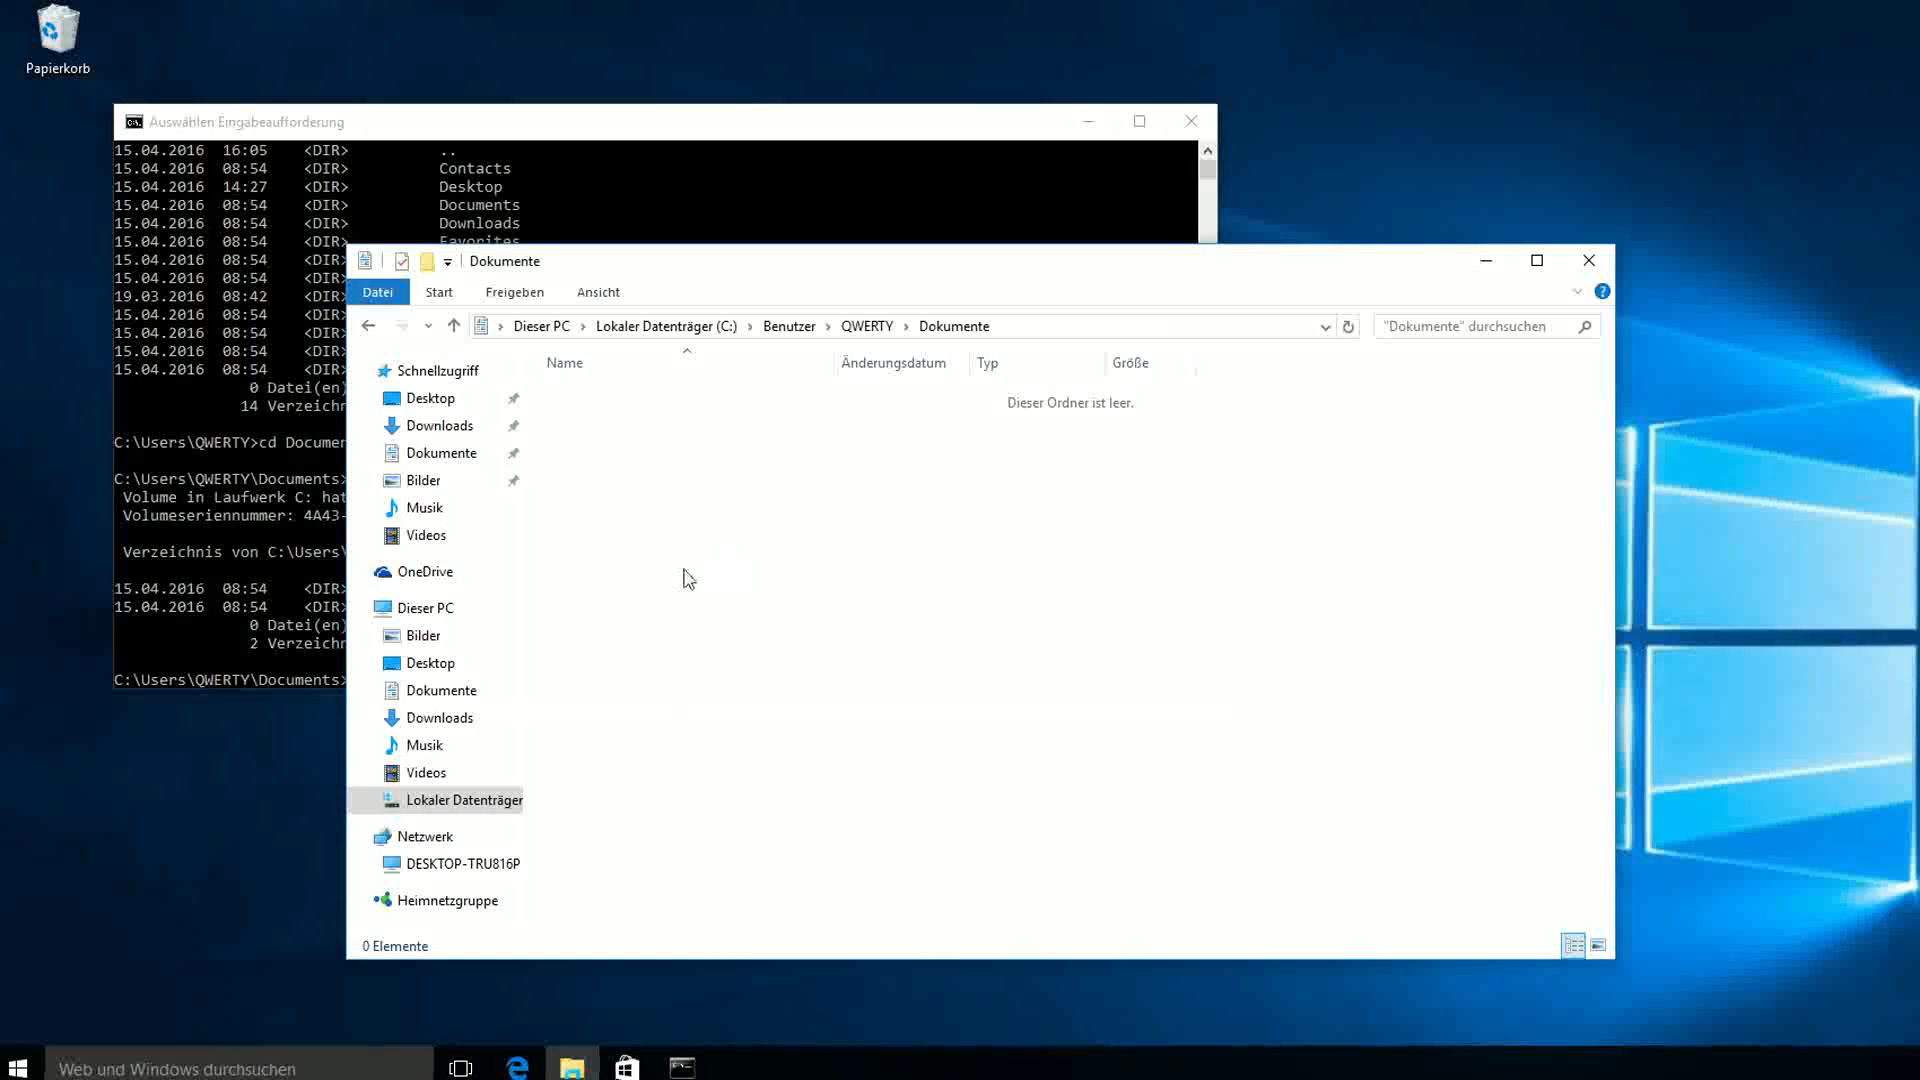 Papierkorb
Auswählen Eingabeaufforderung
15.04.2016 16:05 <DIR> ..
15.04.2016 08:54 <DIR> Contacts
15.04.2016 14:27 <DIR> Desktop
15.04.2016 08:54 <DIR> Documents
15.04.2016 08:54 <DIR> Downloads
15.04.2016 08:54 <DIR> Favorites
15.04.2016 08:54 <DIR>
15.04.2016 08:54 <DIR>
19.03.2016 08:42 <DIR>
15.04.2016 08:54 <DIR>
15.04.2016 08:54 <DIR>
15.04.2016 08:54 <DIR>
15.04.2016 08:54 <DIR>
0 Datei(en)
14 Verzeichn
C:\Users\QWERTY>cd Documen
C:\Users\QWERTY\Documents>
Volume in Laufwerk C: hat
Volumeseriennummer: 4A43-
Verzeichnis von C:\Users\
15.04.2016 08:54 <DIR>
15.04.2016 08:54 <DIR>
0 Datei(en)
2 Verzeichn
C:\Users\QWERTY\Documents>
Dokumente
Datei Start Freigeben Ansicht
Dieser PC › Lokaler Datenträger (C:) › Benutzer › QWERTY › Dokumente
"Dokumente" durchsuchen
Name Änderungsdatum Typ Größe
Dieser Ordner ist leer.
Schnellzugriff
Desktop
Downloads
Dokumente
Bilder
Musik
Videos
OneDrive
Dieser PC
Bilder
Desktop
Dokumente
Downloads
Musik
Videos
Lokaler Datenträger
Netzwerk
DESKTOP-TRU816P
Heimnetzgruppe
0 Elemente
Web und Windows durchsuchen